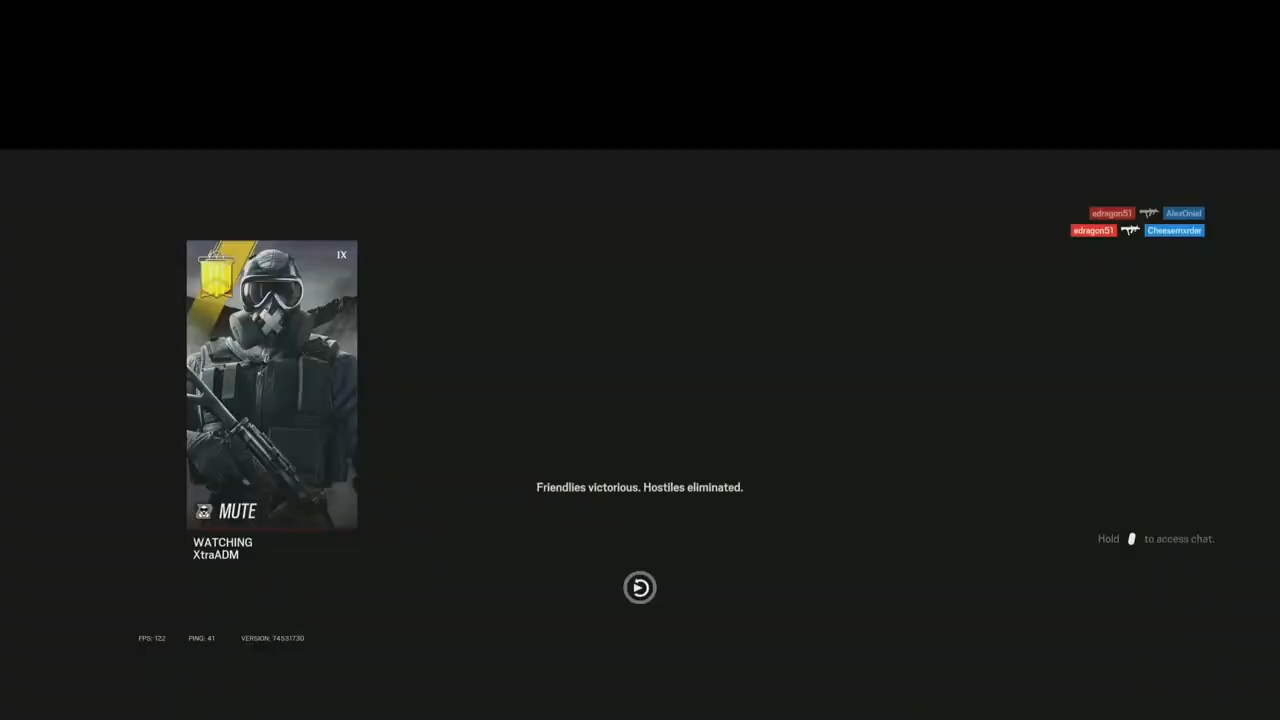 edragon51 AlexOniel
edragon51 Cheesemxrder
IX
MUTE
Friendlies victorious. Hostiles eliminated.
WATCHING
XtraADM
Hold to access chat.
FPS: 122 PING: 41 VERSION: 74531730